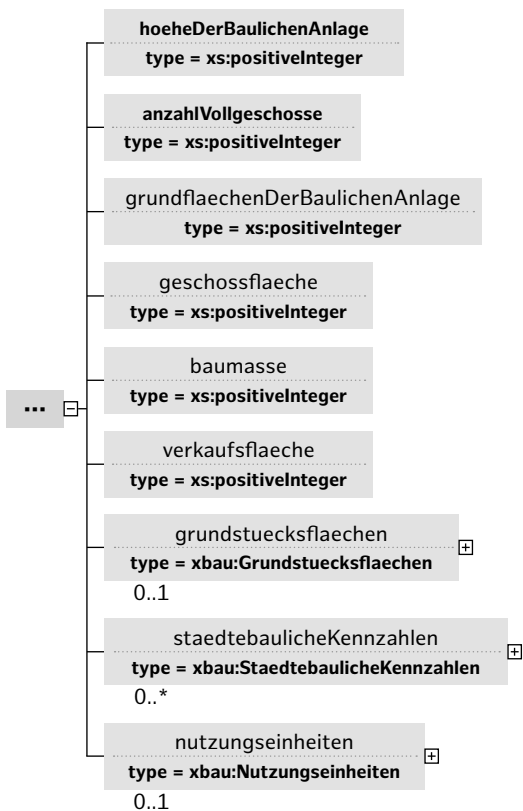 hoeheDerBaulichenAnlage
type = xs:positiveInteger
anzahlVollgeschosse
type = xs:positiveInteger
grundflaechenDerBaulichenAnlage
type = xs:positiveInteger
geschossflaeche
type = xs:positiveInteger
baumasse
type = xs:positiveInteger
...
verkaufsflaeche
type = xs:positiveInteger
grundstuecksflaechen
type = xbau:Grundstuecksflaechen
0..1
staedtebaulicheKennzahlen
type = xbau:StaedtebaulicheKennzahlen
0..*
nutzungseinheiten
type = xbau:Nutzungseinheiten
0..1